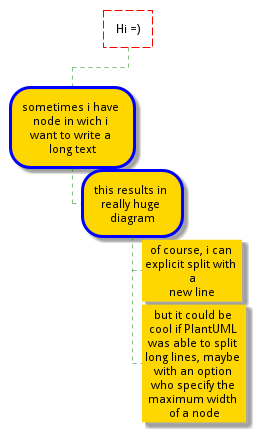 Hi =)
sometimes i have
node in wich i
want to write a
long text
this results in
really huge
diagram
of course, i can
explicit split with
a
new line
but it could be
cool if PlantUML
was able to split
long lines, maybe
with an option
who specify the
maximum width
of a node